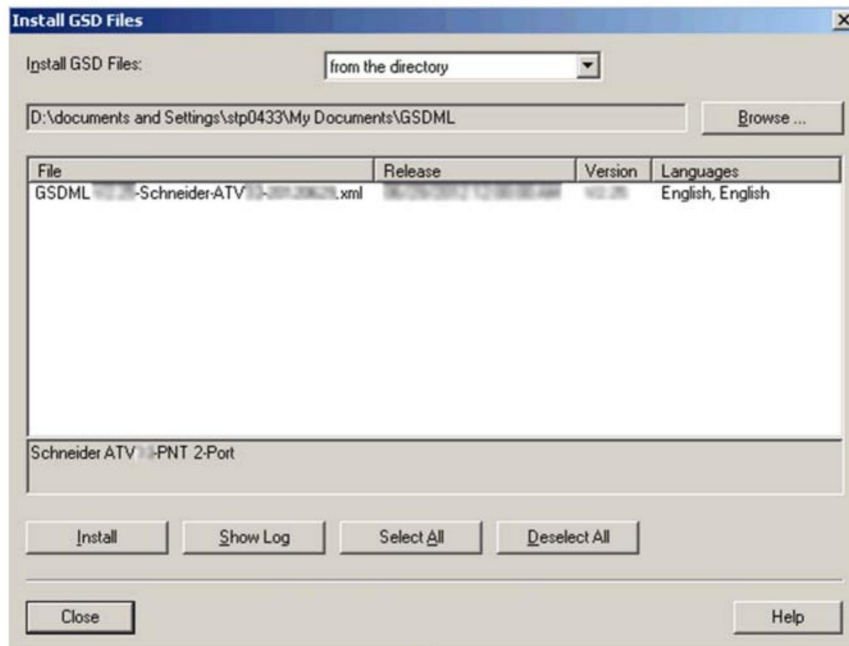 Install GSD Files
Install GSD Files:
from the directory
D:\documents and Settings\stp0433\My Documents\GSDML
Browse ...
File Release Version Languages
GSDML -Schneider-ATV .xml English, English
Schneider ATV -PNT 2-Port
Install Show Log Select All Deselect All
Close Help